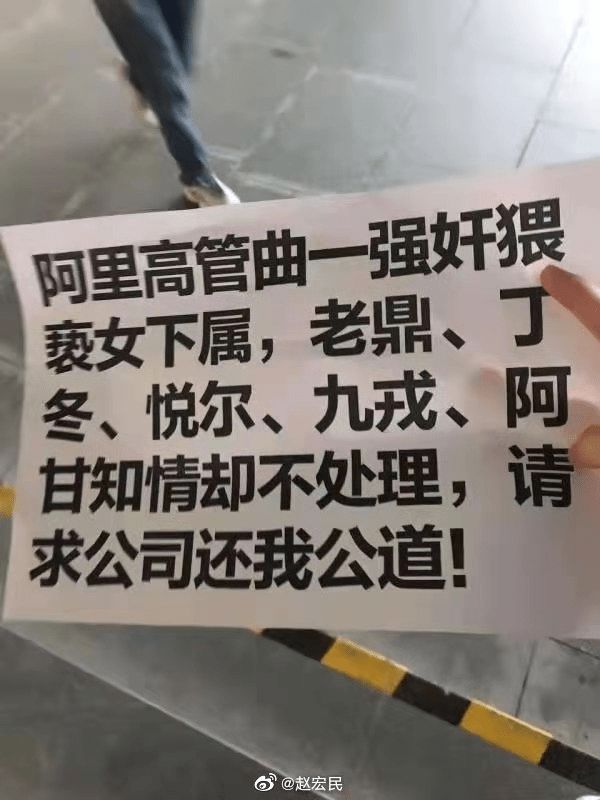 阿里高管曲一强奸猥
亵女下属，老鼎、丁
冬、悦尔、九戎、阿
甘知情却不处理，请
求公司还我公道！
@赵宏民